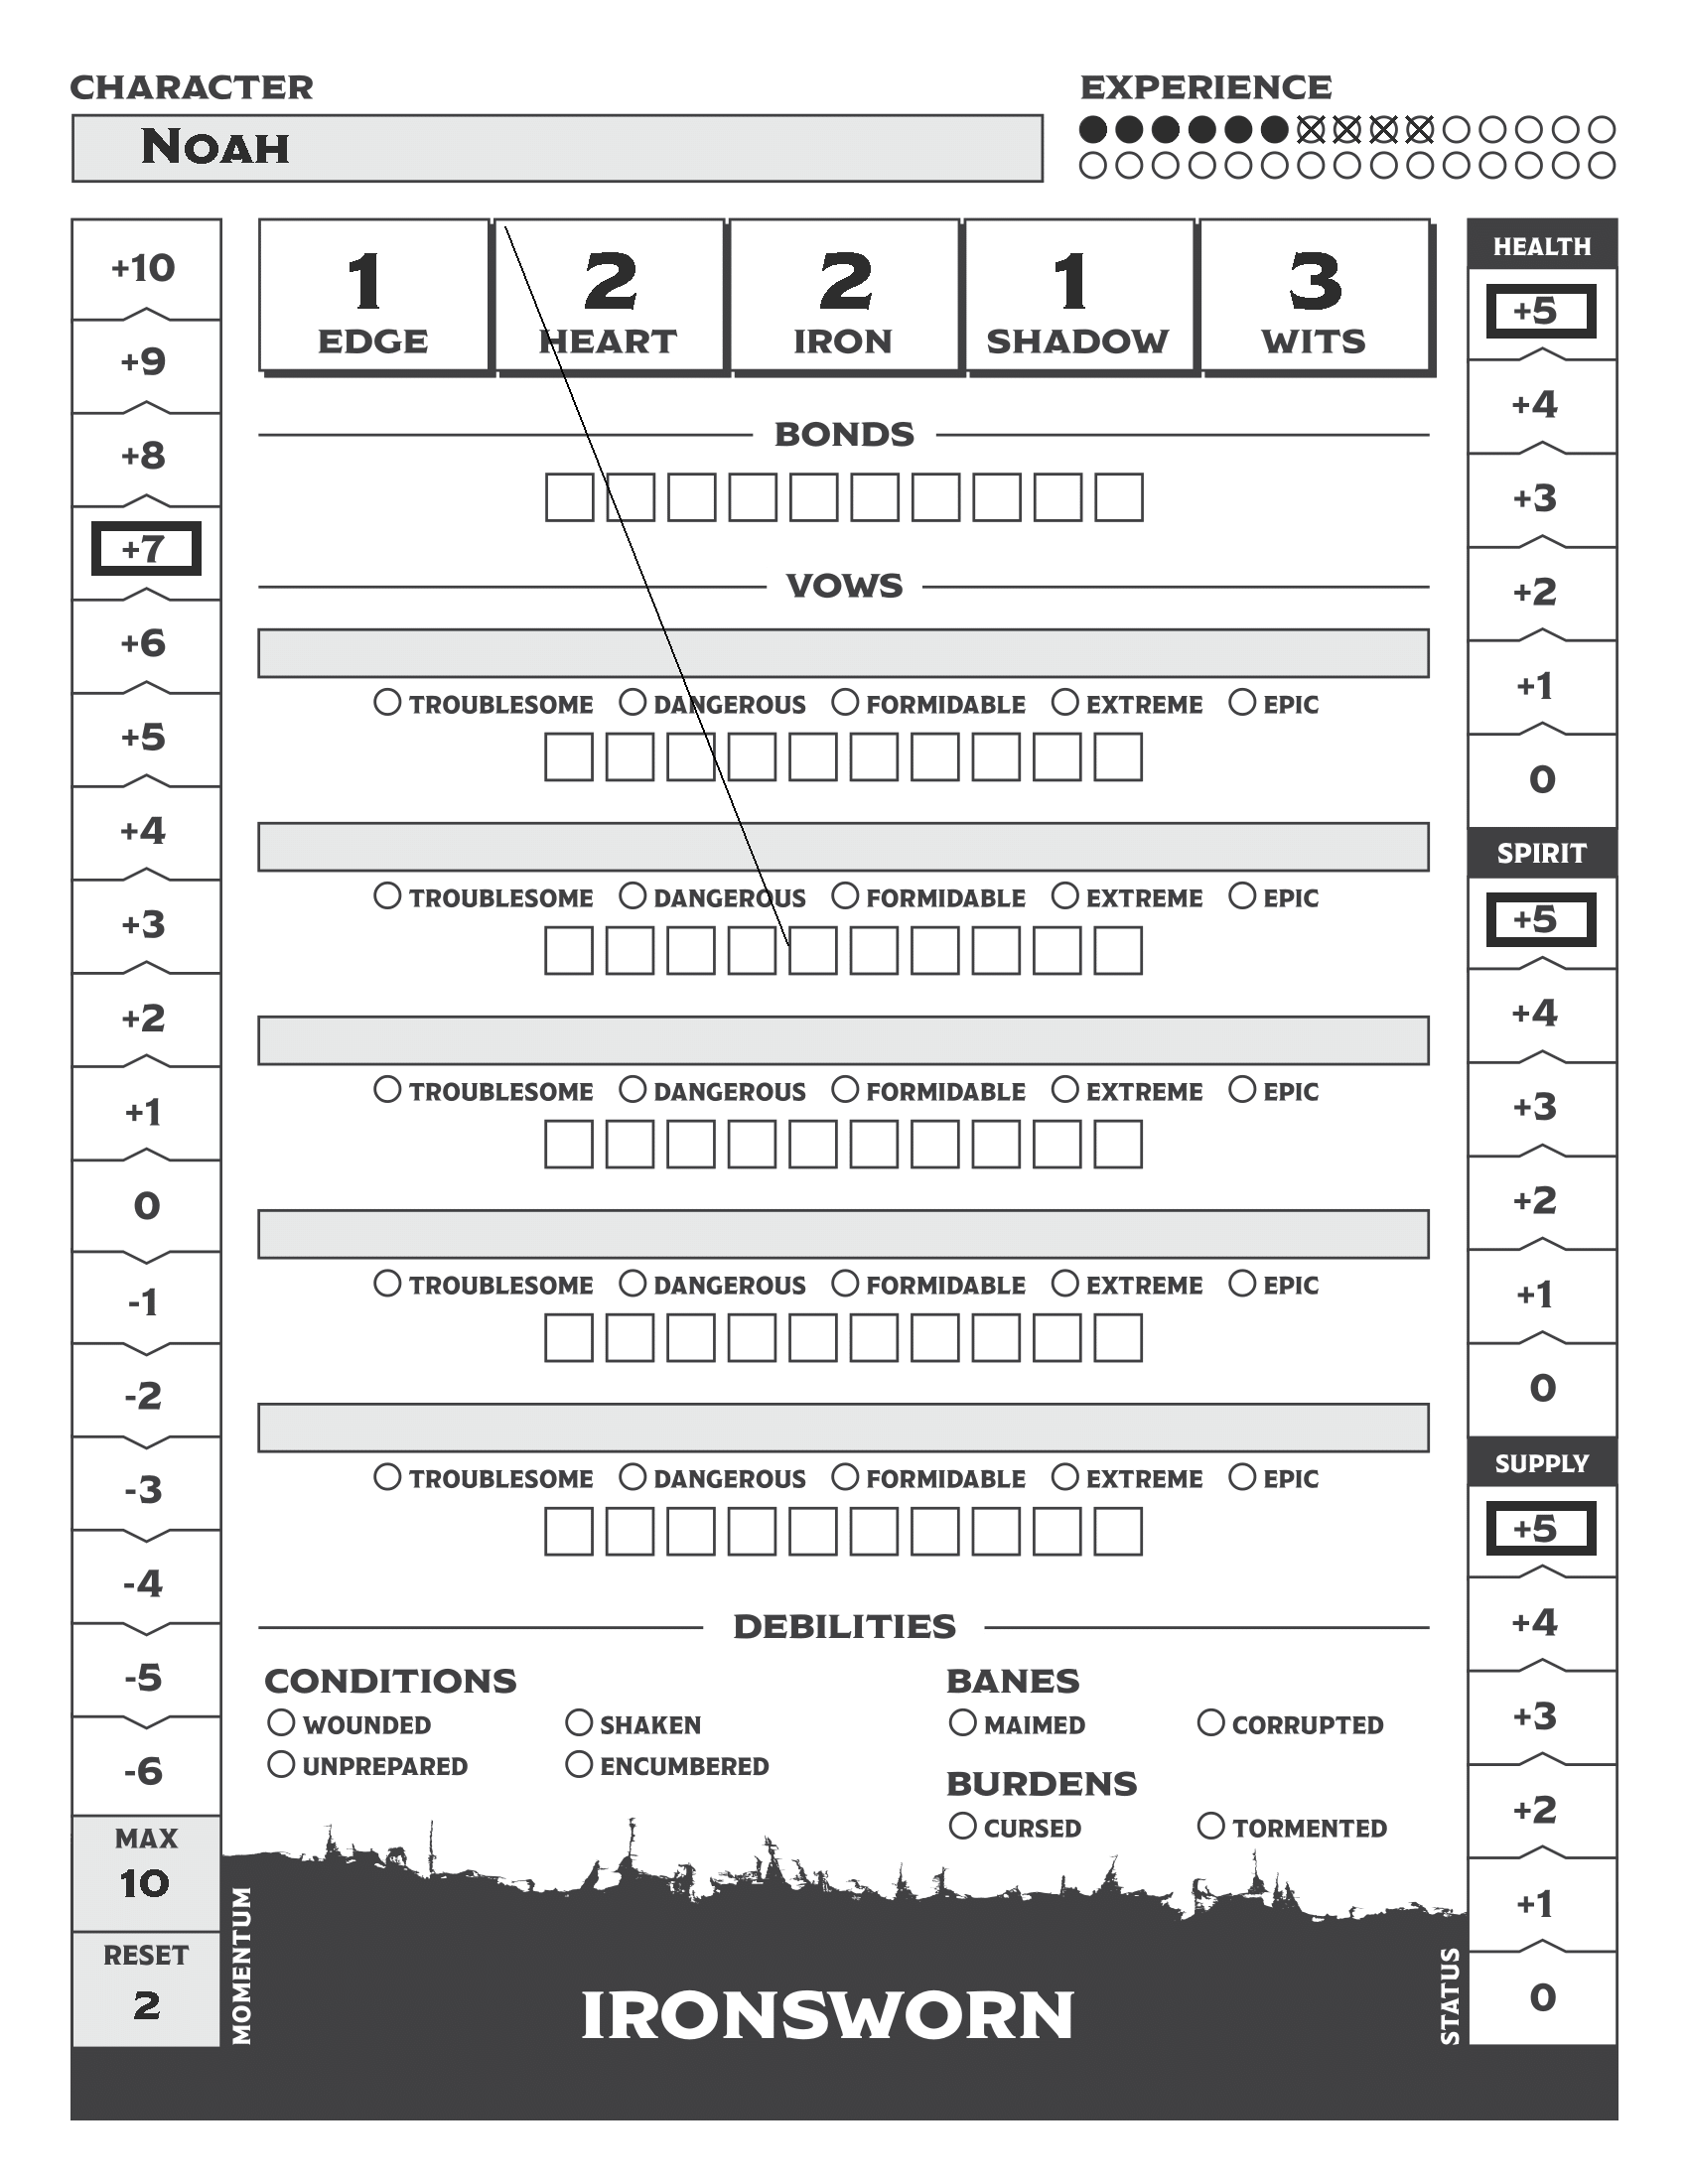 CHARACTER
NOAH
EXPERIENCE
1 EDGE
2 HEART
2 IRON
1 SHADOW
3 WITS
+10
+9
+8
+7
+6
+5
+4
+3
+2
+1
0
-1
-2
-3
-4
-5
-6
MAX
10
RESET
2
MOMENTUM
BONDS
VOWS
TROUBLESOME DANGEROUS FORMIDABLE EXTREME EPIC
TROUBLESOME DANGEROUS FORMIDABLE EXTREME EPIC
TROUBLESOME DANGEROUS FORMIDABLE EXTREME EPIC
TROUBLESOME DANGEROUS FORMIDABLE EXTREME EPIC
TROUBLESOME DANGEROUS FORMIDABLE EXTREME EPIC
DEBILITIES
CONDITIONS
WOUNDED SHAKEN
UNPREPARED ENCUMBERED
BANES
MAIMED CORRUPTED
BURDENS
CURSED TORMENTED
IRONSWORN
HEALTH
+5
+4
+3
+2
+1
0
SPIRIT
+5
+4
+3
+2
+1
0
SUPPLY
+5
+4
+3
+2
+1
0
STATUS